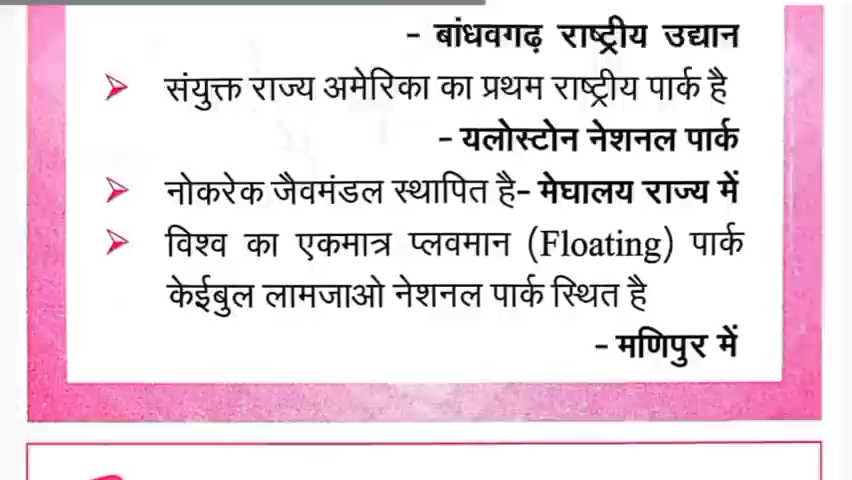 - बांधवगढ़ राष्ट्रीय उद्यान
संयुक्त राज्य अमेरिका का प्रथम राष्ट्रीय पार्क है
- यलोस्टोन नेशनल पार्क
नोकरेक जैवमंडल स्थापित है- मेघालय राज्य में
विश्व का एकमात्र प्लवमान (Floating) पार्क
केईबुल लामजाओ नेशनल पार्क स्थित है
- मणिपुर में